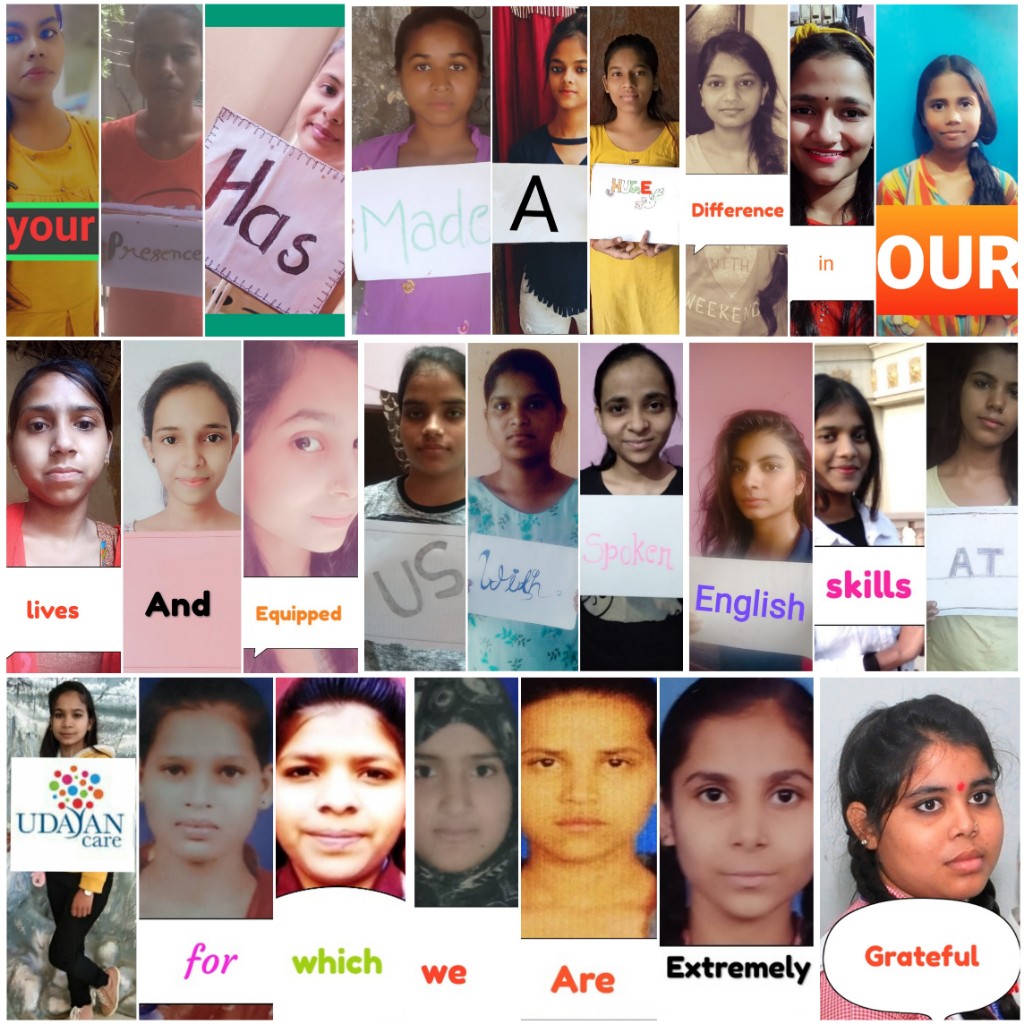 your
Presence
Has
Made
A
HUGE
Difference
WITH
WEEKEND
in
OUR
lives
And
Equipped
US
With
Spoken
English
skills
AT
UDAYAN
care
for
which
we
Are
Extremely
Grateful